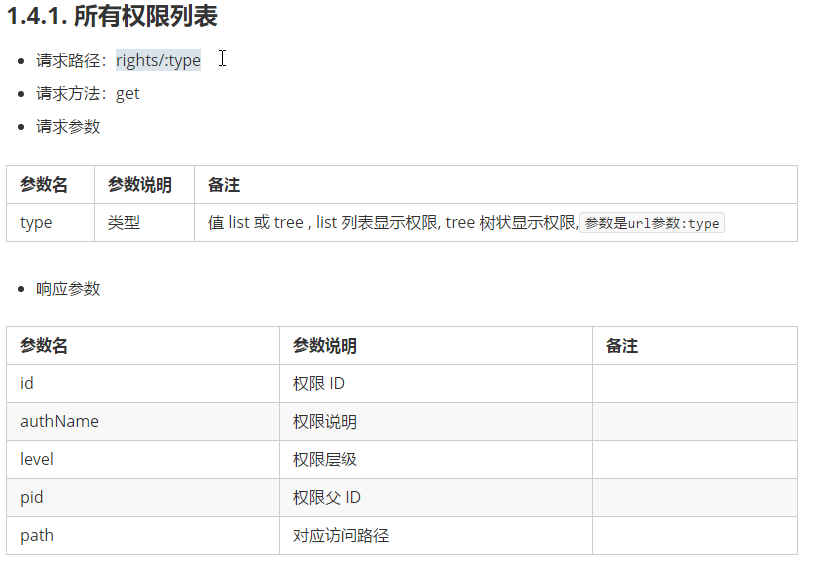 1.4.1. 所有权限列表
请求路径：rights/:type
请求方法：get
请求参数
参数名 参数说明 备注
type 类型 值 list 或 tree , list 列表显示权限, tree 树状显示权限,参数是url参数:type
响应参数
参数名 参数说明 备注
id 权限 ID
authName 权限说明
level 权限层级
pid 权限父 ID
path 对应访问路径